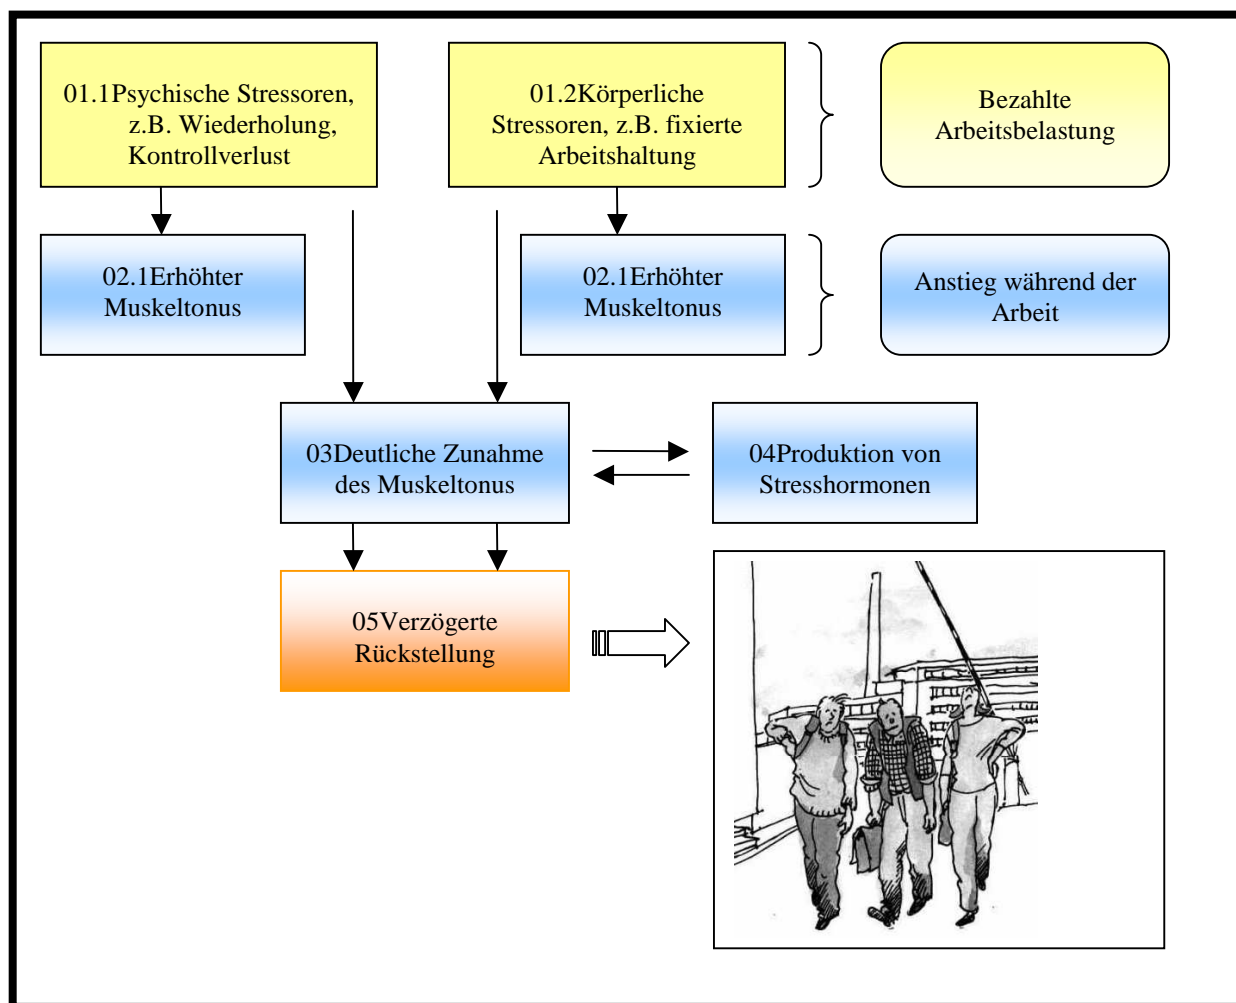 01.1Psychische Stressoren,
z.B. Wiederholung,
Kontrollverlust
01.2Körperliche
Stressoren, z.B. fixierte
Arbeitshaltung
Bezahlte
Arbeitsbelastung
02.1Erhöhter
Muskeltonus
02.1Erhöhter
Muskeltonus
Anstieg während der
Arbeit
03Deutliche Zunahme
des Muskeltonus
04Produktion von
Stresshormonen
05Verzögerte
Rückstellung